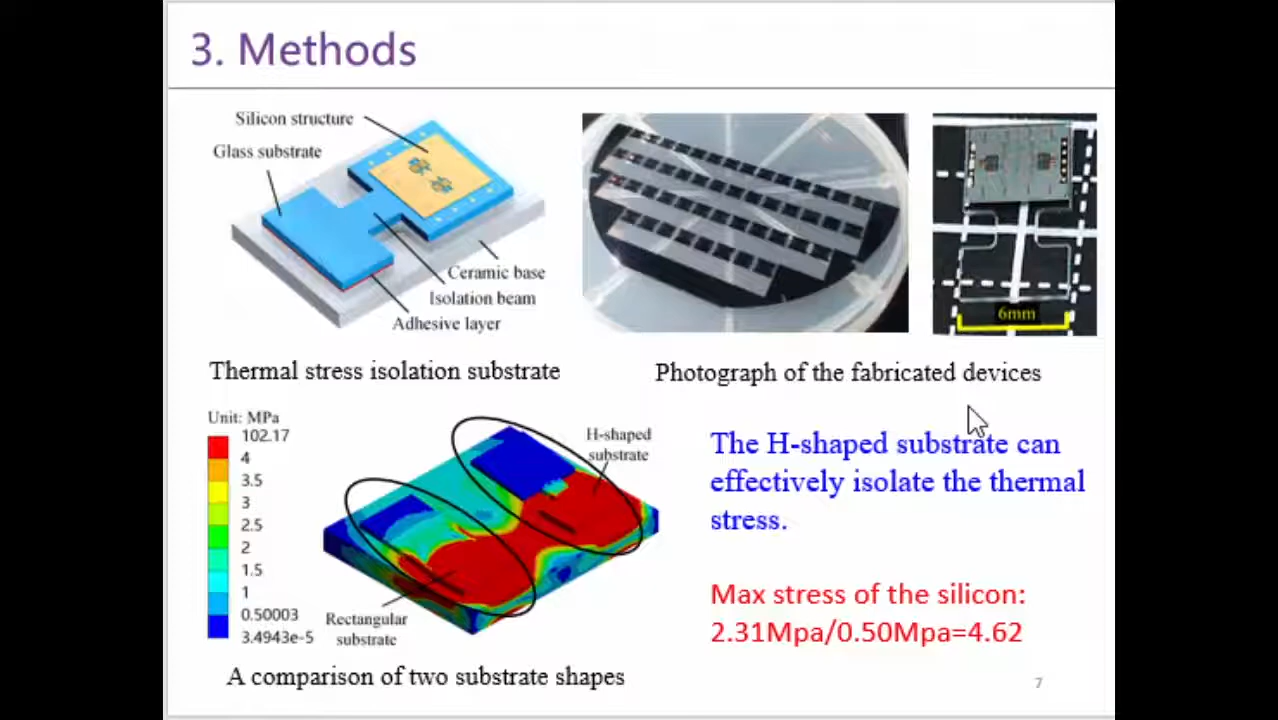 3. Methods
Silicon structure
Glass substrate
Ceramic base
Isolation beam
Adhesive layer
6mm
Thermal stress isolation substrate
Photograph of the fabricated devices
Unit: MPa
102.17
4
3.5
3
2.5
2
1.5
1
0.50003
3.4943e-5
H-shaped
substrate
Rectangular
substrate
A comparison of two substrate shapes
The H-shaped substrate can
effectively isolate the thermal
stress.
Max stress of the silicon:
2.31Mpa/0.50Mpa=4.62
7